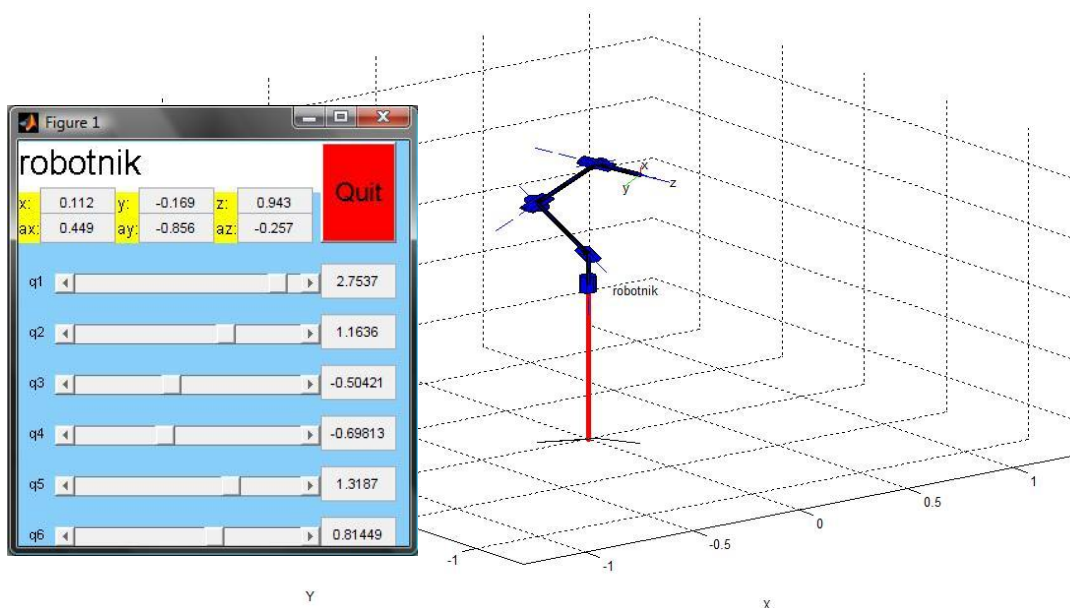 Figure 1
robotnik
Quit
x: 0.112 y: -0.169 z: 0.943
ax: 0.449 ay: -0.856 az: -0.257
q1 2.7537
q2 1.1636
q3 -0.50421
q4 -0.69813
q5 1.3187
q6 0.81449
x
y
z
robotnik
1
0.5
0
-0.5
-1
-1
Y
X